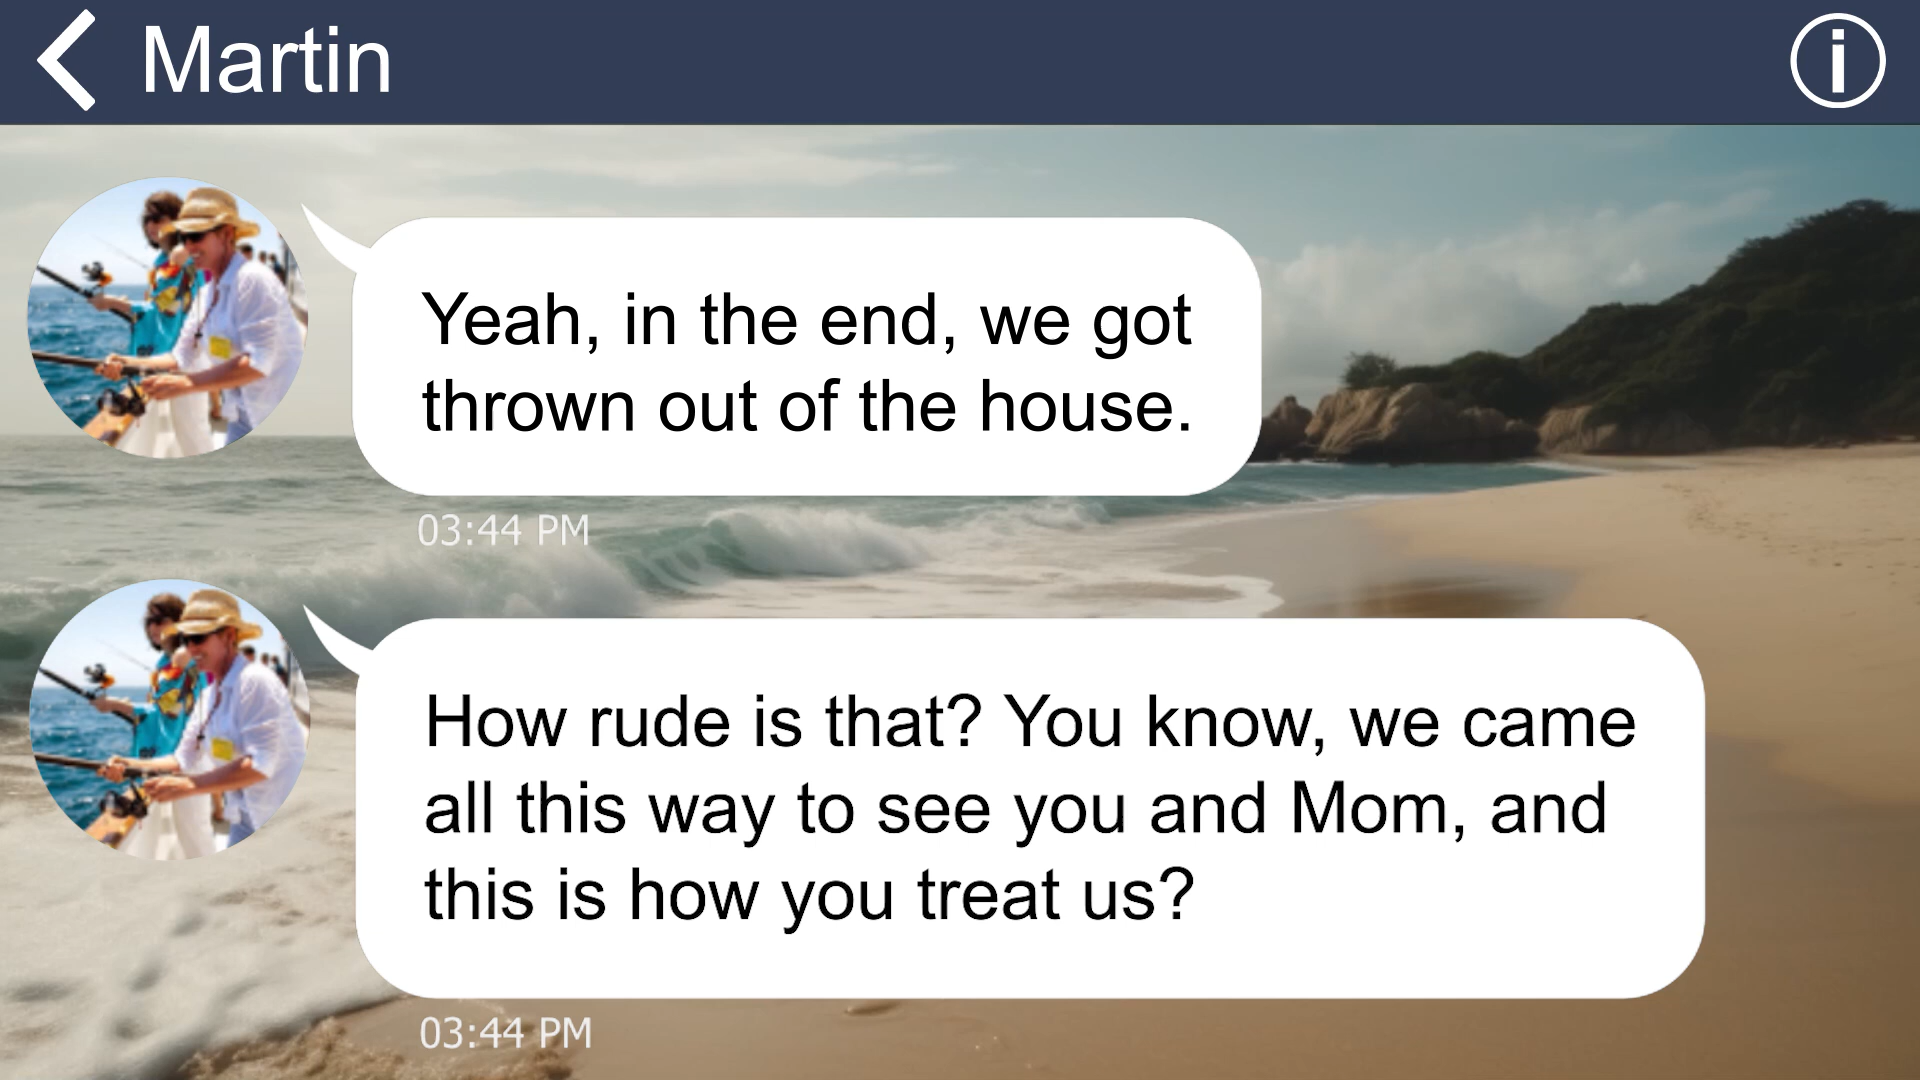 Martin
Yeah, in the end, we got
thrown out of the house.
03:44 PM
How rude is that? You know, we came
all this way to see you and Mom, and
this is how you treat us?
03:44 PM